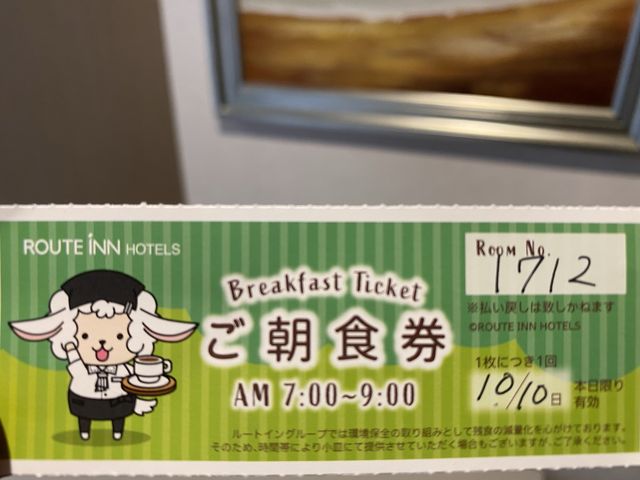 ROUTE INN HOTELS
Breakfast Ticket
ご朝食券
AM 7:00~9:00
ROOM No.
1712
※払い戻しは致しかねます
©ROUTE INN HOTELS
1枚につき1回
10/10日 本日限り
有効
ルートイングループでは環境保全の取り組みとして残食の減量化を心がけております。
そのため、時間帯により小皿にて提供させていただく場合もございますが、ご了承ください。